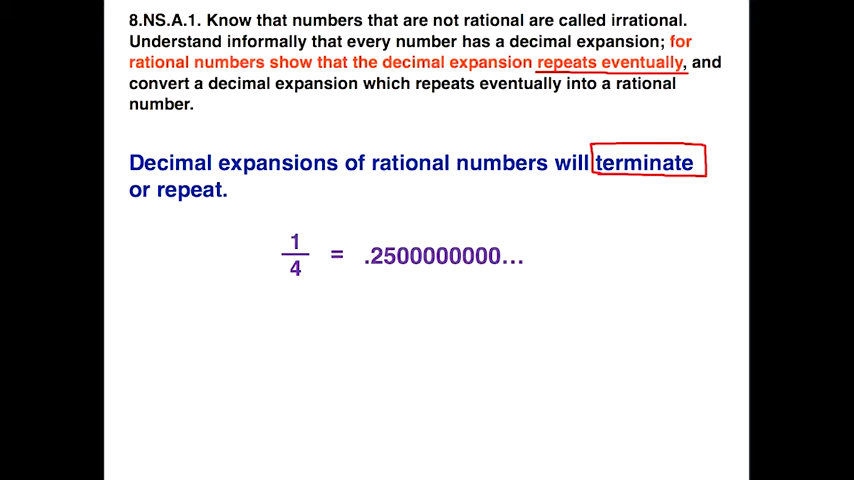 8.NS.A.1. Know that numbers that are not rational are called irrational.
Understand informally that every number has a decimal expansion; for
rational numbers show that the decimal expansion repeats eventually, and
convert a decimal expansion which repeats eventually into a rational
number.
Decimal expansions of rational numbers will terminate
or repeat.
1
4
= .2500000000...